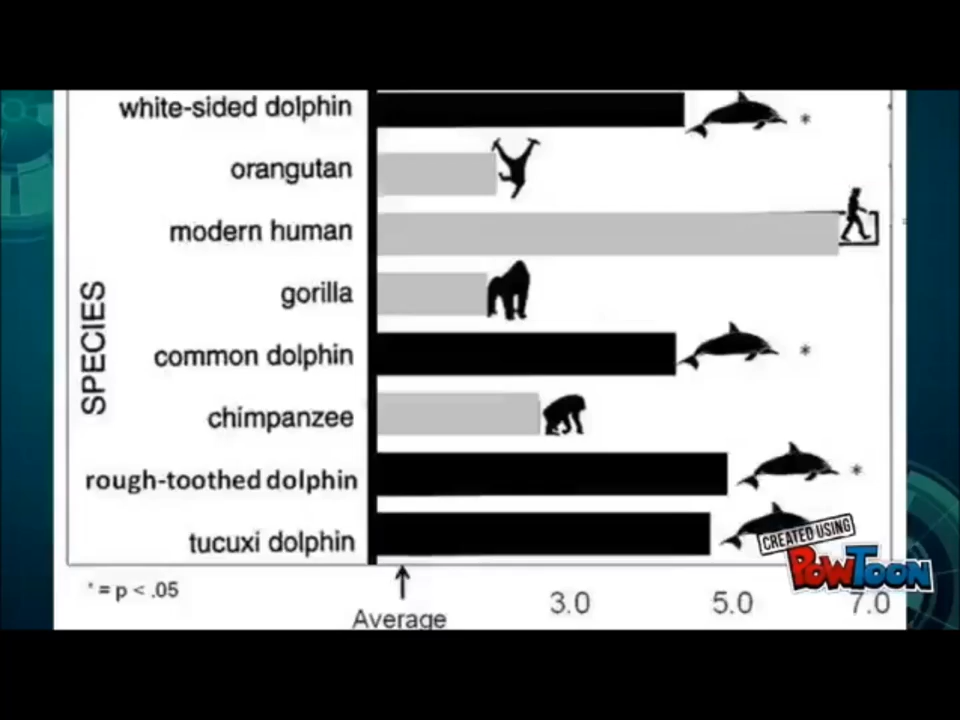 white-sided dolphin
*
orangutan
modern human
gorilla
SPECIES
common dolphin
*
chimpanzee
rough-toothed dolphin
*
tucuxi dolphin
* = p < .05
Average
3.0
5.0
7.0
CREATED USING
POWTOON